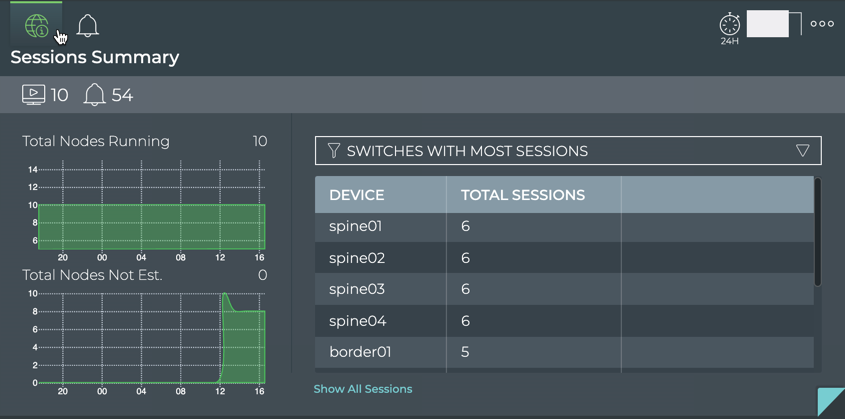 24H
Sessions Summary
10 54
Total Nodes Running 10
14
12
10
8
6
20 00 04 08 12 16
Total Nodes Not Est. 0
10
8
6
4
2
0
20 00 04 08 12 16
SWITCHES WITH MOST SESSIONS
DEVICE TOTAL SESSIONS
spine01 6
spine02 6
spine03 6
spine04 6
border01 5
Show All Sessions